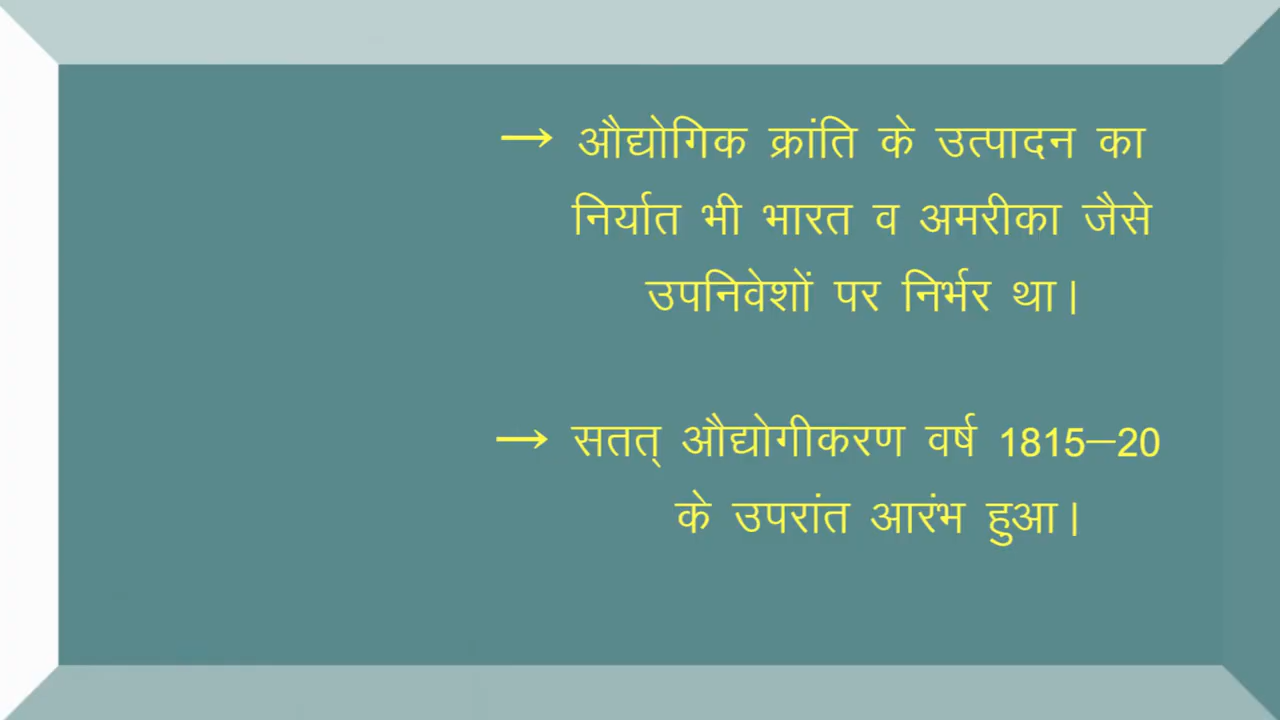 → औद्योगिक क्रांति के उत्पादन का
निर्यात भी भारत व अमरीका जैसे
उपनिवेशों पर निर्भर था।
→ सतत् औद्योगीकरण वर्ष 1815–20
के उपरांत आरंभ हुआ।